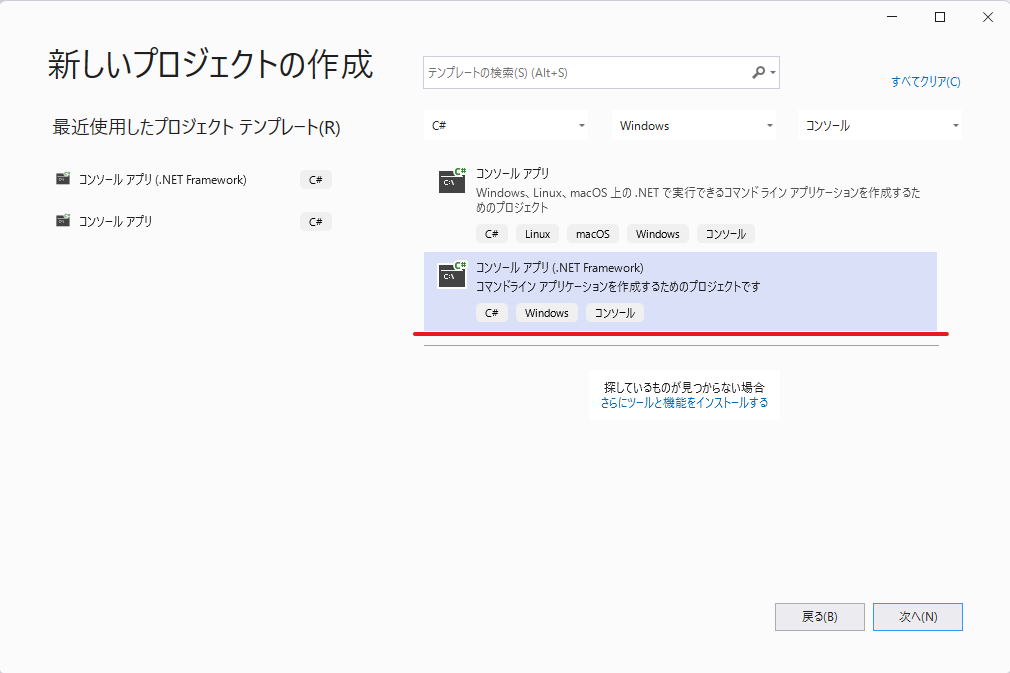 新しいプロジェクトの作成
テンプレートの検索(S) (Alt+S)
すべてクリア(C)
最近使用したプロジェクト テンプレート(R)
C#
Windows
コンソール
コンソール アプリ (.NET Framework)
C#
コンソール アプリ
C#
C#
C:\
コンソール アプリ
Windows、Linux、macOS 上の .NET で実行できるコマンドライン アプリケーションを作成するた
めのプロジェクト
C#
Linux
macOS
Windows
コンソール
C#
C:\
コンソール アプリ (.NET Framework)
コマンドライン アプリケーションを作成するためのプロジェクトです
C#
Windows
コンソール
探しているものが見つからない場合
さらにツールと機能をインストールする
戻る(B)
次へ(N)